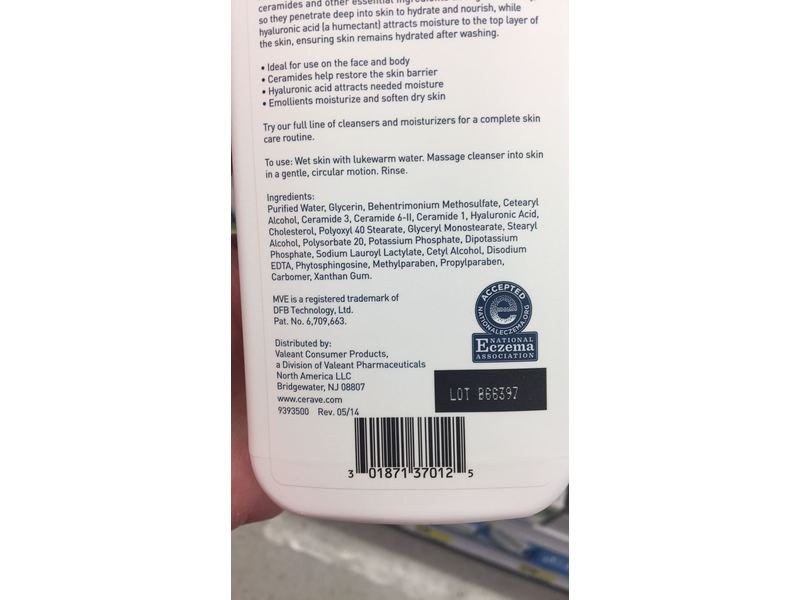 ceramides and other essential ingredients
so they penetrate deep into skin to hydrate and nourish, while
hyaluronic acid (a humectant) attracts moisture to the top layer of
the skin, ensuring skin remains hydrated after washing.
• Ideal for use on the face and body
• Ceramides help restore the skin barrier
• Hyaluronic acid attracts needed moisture
• Emollients moisturize and soften dry skin
Try our full line of cleansers and moisturizers for a complete skin
care routine.
To use: Wet skin with lukewarm water. Massage cleanser into skin
in a gentle, circular motion. Rinse.
Ingredients:
Purified Water, Glycerin, Behentrimonium Methosulfate, Cetearyl
Alcohol, Ceramide 3, Ceramide 6-II, Ceramide 1, Hyaluronic Acid,
Cholesterol, Polyoxyl 40 Stearate, Glyceryl Monostearate, Stearyl
Alcohol, Polysorbate 20, Potassium Phosphate, Dipotassium
Phosphate, Sodium Lauroyl Lactylate, Cetyl Alcohol, Disodium
EDTA, Phytosphingosine, Methylparaben, Propylparaben,
Carbomer, Xanthan Gum.
MVE is a registered trademark of
DFB Technology, Ltd.
Pat. No. 6,709,663.
Distributed by:
Valeant Consumer Products,
a Division of Valeant Pharmaceuticals
North America LLC
Bridgewater, NJ 08807
www.cerave.com
9393500 Rev. 05/14
ACCEPTED
NATIONALECZEMA.ORG
NATIONAL
Eczema
ASSOCIATION
LOT B66397
3 01871 37012 5